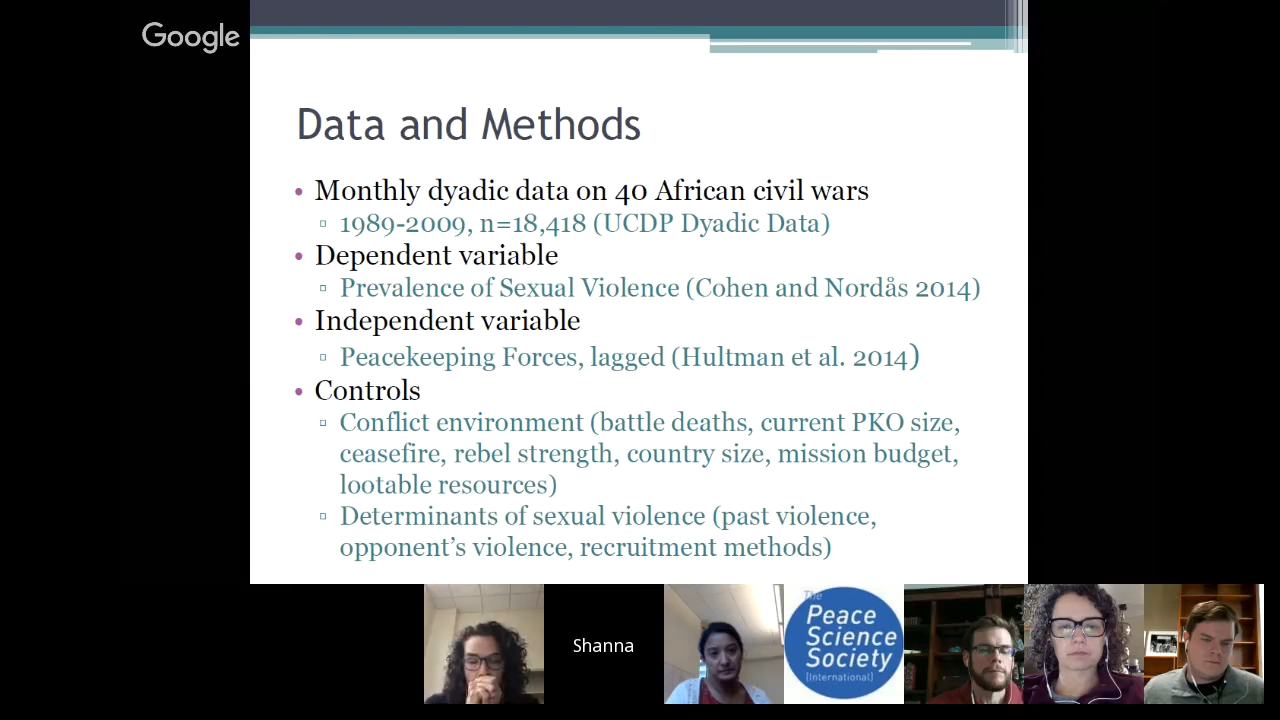 Google
Data and Methods
• Monthly dyadic data on 40 African civil wars
▫ 1989-2009, n=18,418 (UCDP Dyadic Data)
• Dependent variable
▫ Prevalence of Sexual Violence (Cohen and Nordås 2014)
• Independent variable
▫ Peacekeeping Forces, lagged (Hultman et al. 2014)
• Controls
▫ Conflict environment (battle deaths, current PKO size,
ceasefire, rebel strength, country size, mission budget,
lootable resources)
▫ Determinants of sexual violence (past violence,
opponent's violence, recruitment methods)
Shanna
The
Peace
Science
Society
[International]